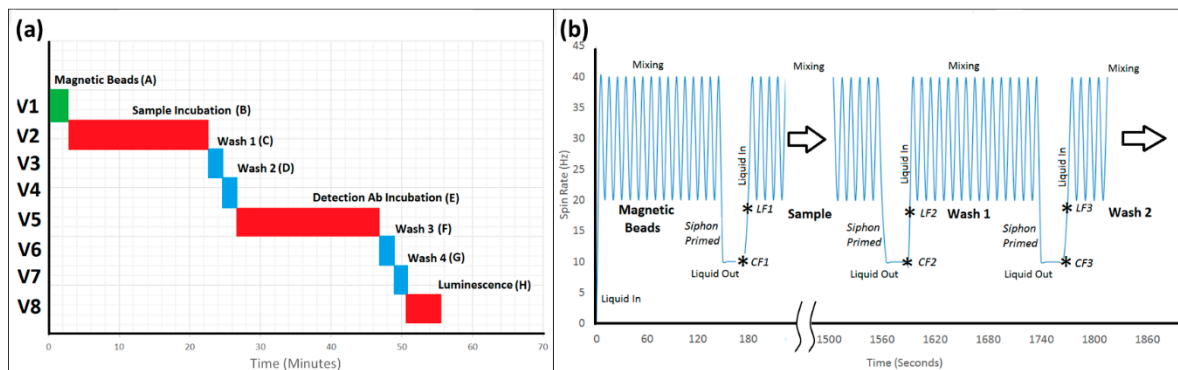 (a)
Magnetic Beads (A)
V1
Sample Incubation (B)
V2
Wash 1 (C)
V3
Wash 2 (D)
V4
Detection Ab Incubation (E)
V5
Wash 3 (F)
V6
Wash 4 (G)
V7
Luminescence (H)
V8
0 10 20 30 40 50 60 70
Time (Minutes)
(b)
45
40
35
30
25
20
15
10
5
0
Spin Rate (Hz)
Mixing
Mixing
Mixing
Mixing
Liquid In
Liquid In
Liquid In
Magnetic
Beads
Sample
Wash 1
Wash 2
LF1
LF2
LF3
Siphon
Primed
Siphon
Primed
Siphon
Primed
CF1
CF2
CF3
Liquid Out
Liquid Out
Liquid Out
Liquid In
0 60 120 180 1500 1560 1620 1680 1740 1800 1860
Time (Seconds)